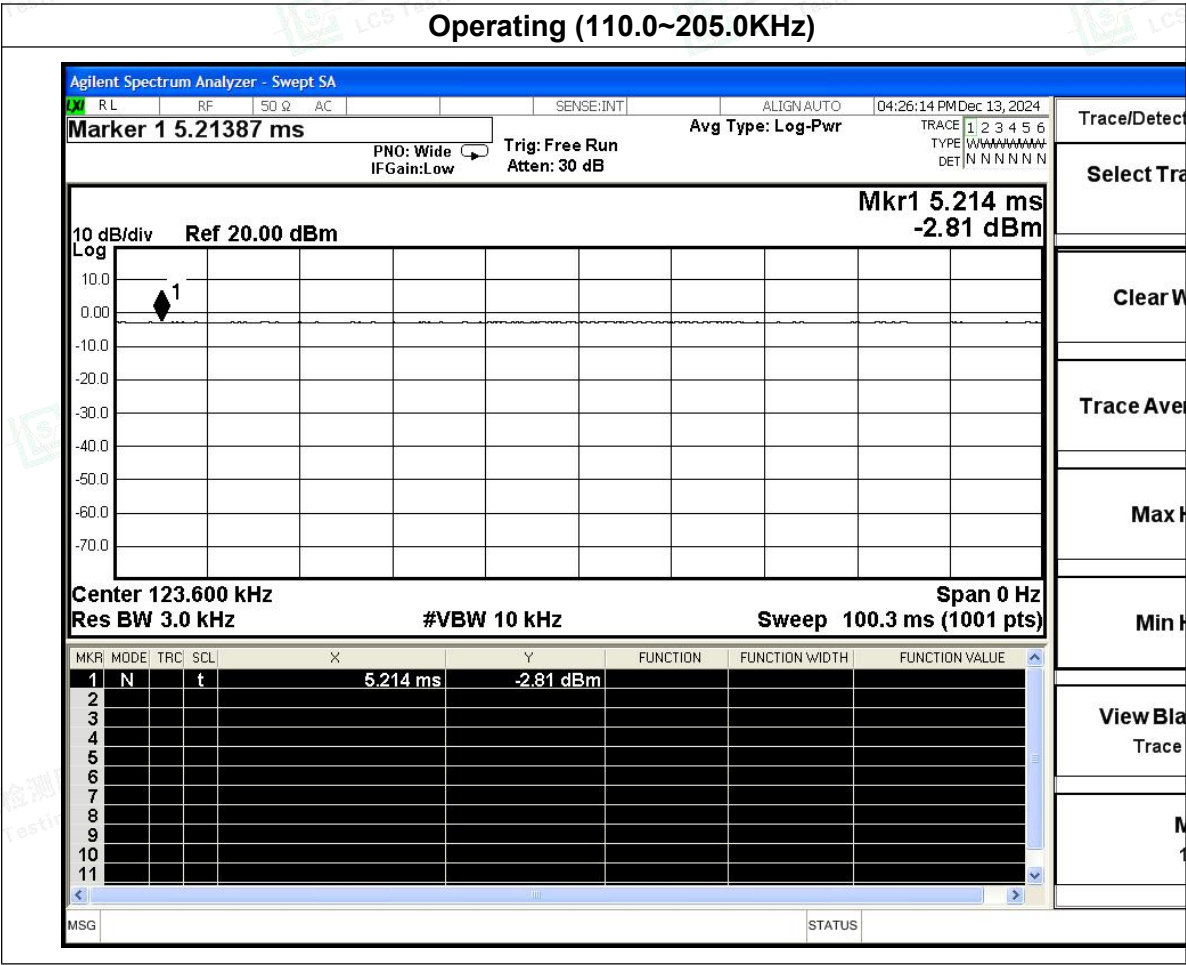 Operating (110.0~205.0KHz)
Agilent Spectrum Analyzer - Swept SA
LXI RL RF 50 Ω AC SENSE:INT ALIGN AUTO 04:26:14 PM Dec 13, 2024
Marker 1 5.21387 ms
PNO: Wide
IFGain:Low
Trig: Free Run
Atten: 30 dB
Avg Type: Log-Pwr
TRACE 1 2 3 4 5 6
TYPE WWWWWW
DET N N N N N N
Mkr1 5.214 ms
-2.81 dBm
10 dB/div Ref 20.00 dBm
Log
10.0
1
0.00
-10.0
-20.0
-30.0
-40.0
-50.0
-60.0
-70.0
Center 123.600 kHz Span 0 Hz
Res BW 3.0 kHz #VBW 10 kHz Sweep 100.3 ms (1001 pts)
MKR MODE TRC SCL X Y FUNCTION FUNCTION WIDTH FUNCTION VALUE
1 N t 5.214 ms -2.81 dBm
2
3
4
5
6
7
8
9
10
11
MSG STATUS
Trace/Detect
Select Tra
Clear W
Trace Aver
Max H
Min H
View Bla
Trace
M
1